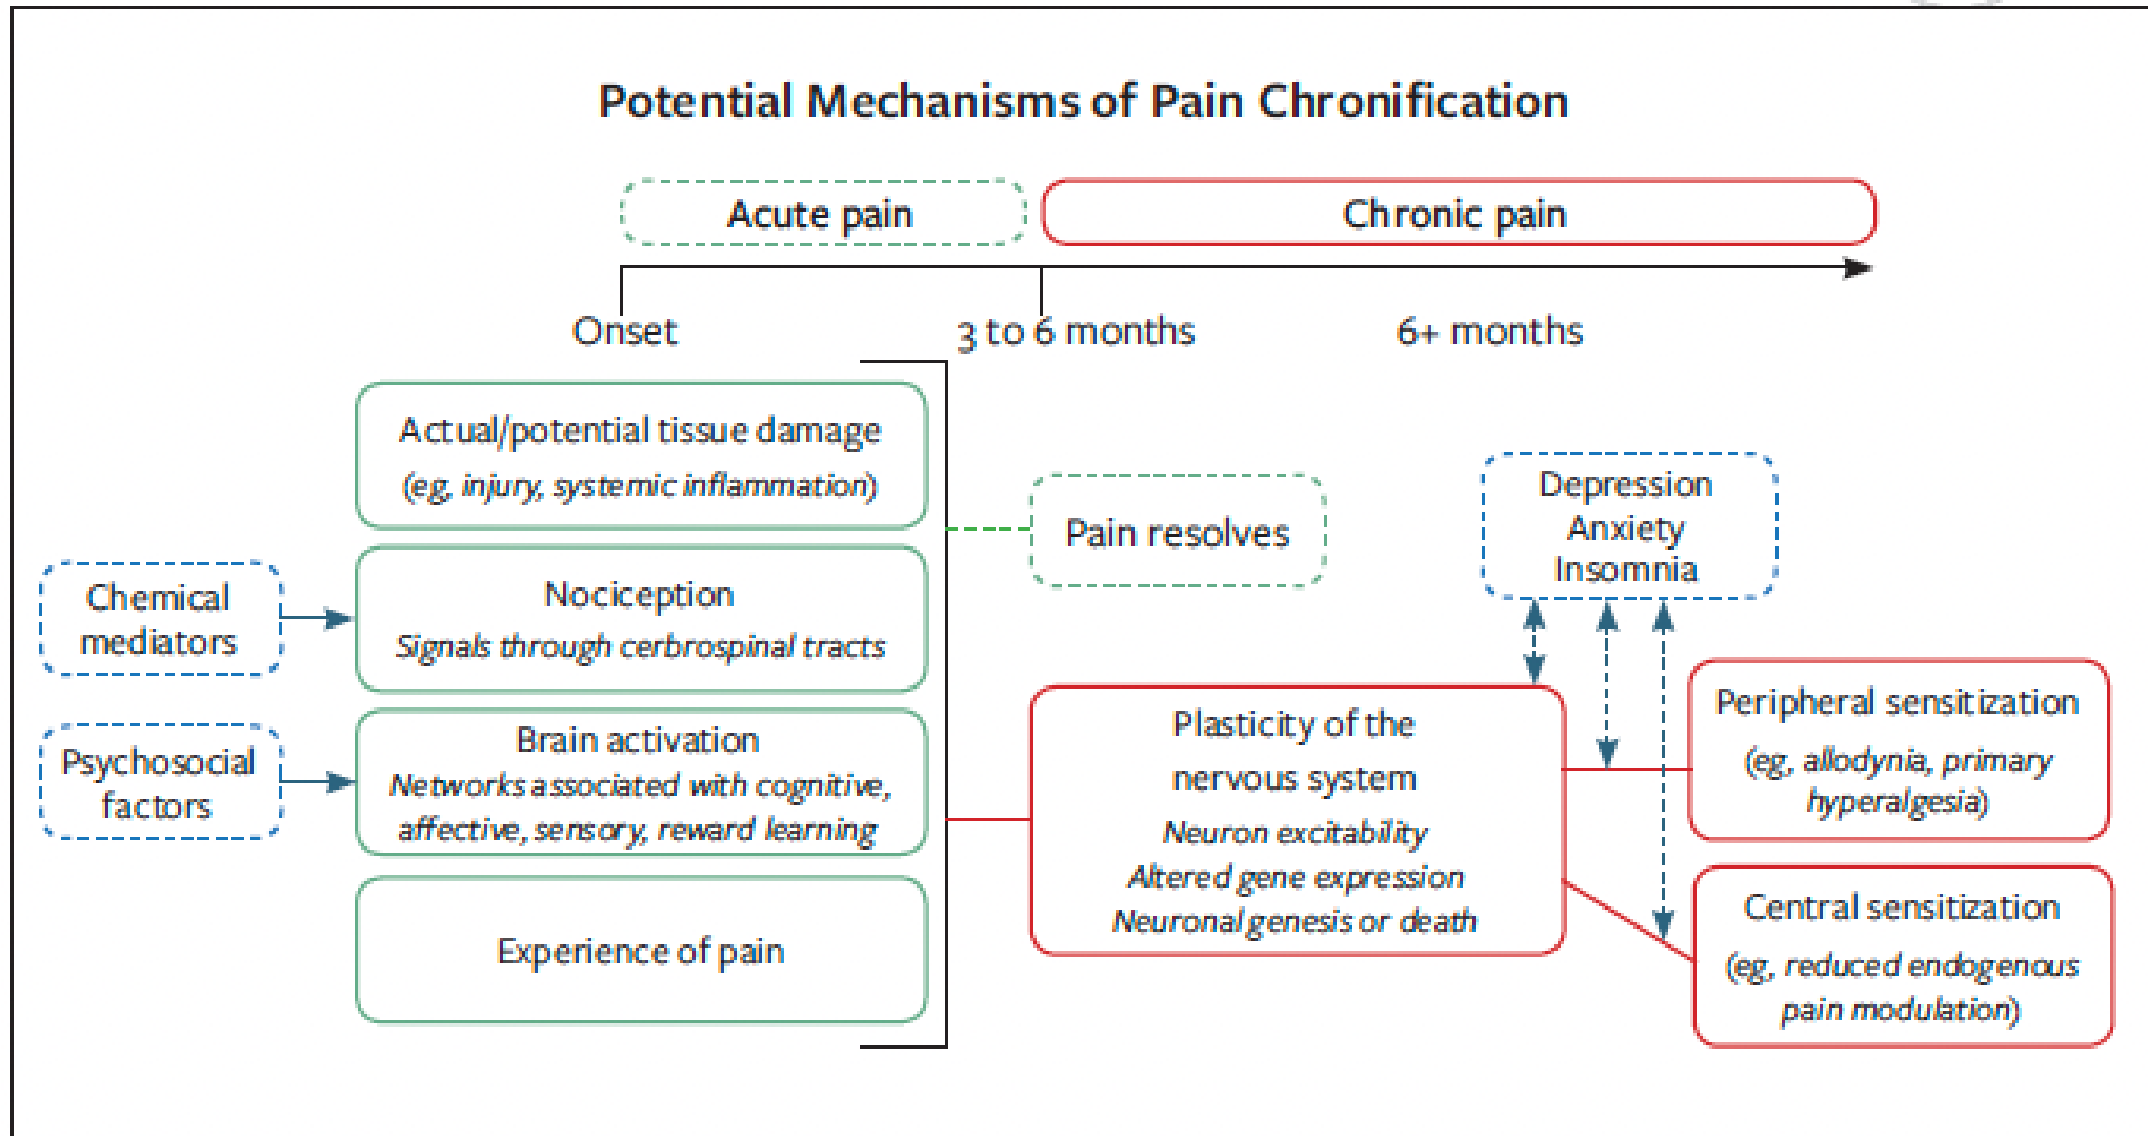 Potential Mechanisms of Pain Chronification
Acute pain
Chronic pain
Onset
3 to 6 months
6+ months
Actual/potential tissue damage
(eg, injury, systemic inflammation)
Chemical
mediators
Nociception
Signals through cerbrospinal tracts
Psychosocial
factors
Brain activation
Networks associated with cognitive,
affective, sensory, reward learning
Experience of pain
Pain resolves
Plasticity of the
nervous system
Neuron excitability
Altered gene expression
Neuronal genesis or death
Depression
Anxiety
Insomnia
Peripheral sensitization
(eg, allodynia, primary
hyperalgesia)
Central sensitization
(eg, reduced endogenous
pain modulation)